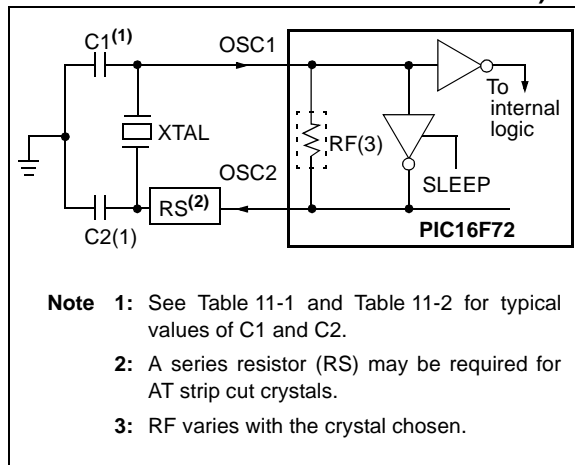 C1(1)
OSC1
To
internal
logic
XTAL
RF(3)
OSC2
SLEEP
RS(2)
C2(1)
PIC16F72
Note 1: See Table 11-1 and Table 11-2 for typical
values of C1 and C2.
2: A series resistor (RS) may be required for
AT strip cut crystals.
3: RF varies with the crystal chosen.